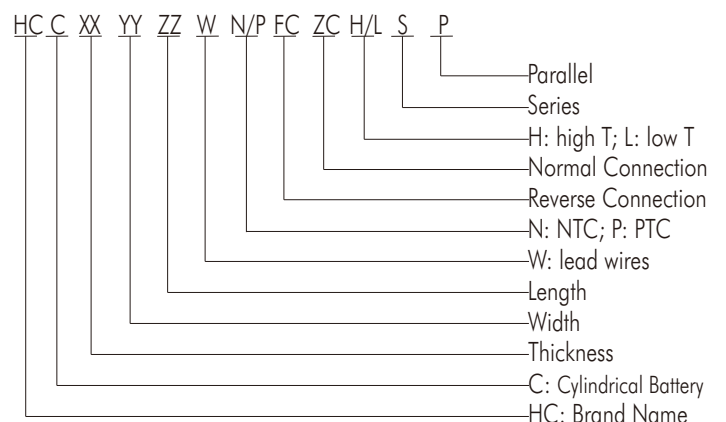 HC C XX YY ZZ W N/P FC ZC H/L S P
Parallel
Series
H: high T; L: low T
Normal Connection
Reverse Connection
N: NTC; P: PTC
W: lead wires
Length
Width
Thickness
C: Cylindrical Battery
HC: Brand Name